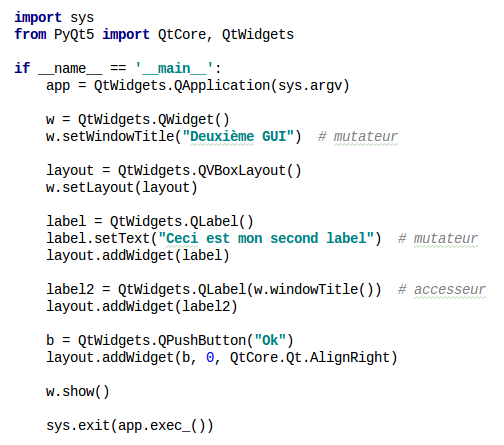 import sys
from PyQt5 import QtCore, QtWidgets
if __name__ == '__main__':
app = QtWidgets.QApplication(sys.argv)
w = QtWidgets.QWidget()
w.setWindowTitle("Deuxième GUI")  # mutateur
layout = QtWidgets.QVBoxLayout()
w.setLayout(layout)
label = QtWidgets.QLabel()
label.setText("Ceci est mon second label")  # mutateur
layout.addWidget(label)
label2 = QtWidgets.QLabel(w.windowTitle())  # accesseur
layout.addWidget(label2)
b = QtWidgets.QPushButton("Ok")
layout.addWidget(b, 0, QtCore.Qt.AlignRight)
w.show()
sys.exit(app.exec_())